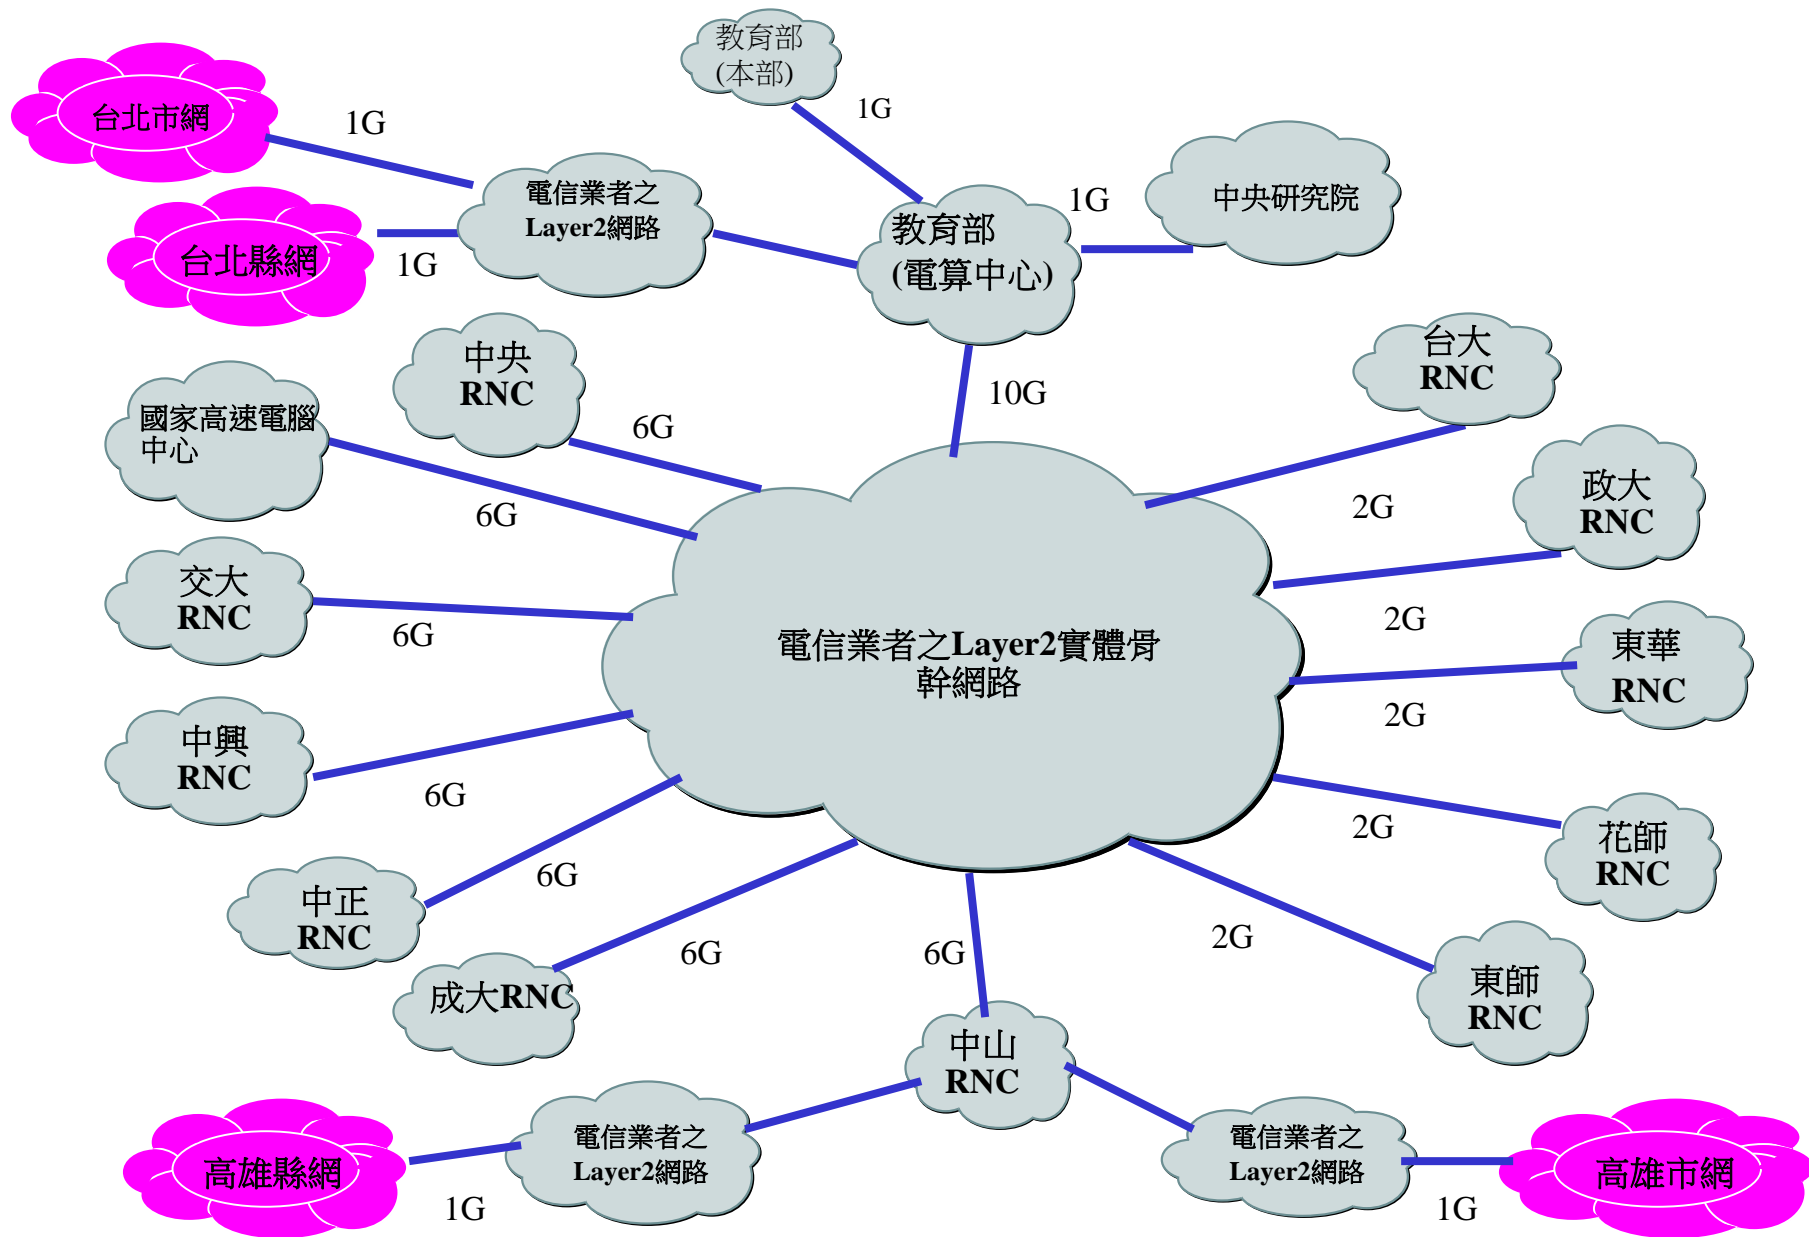 教育部
(本部)
1G
台北市網
1G
電信業者之
Layer2網路
台北縣網
1G
教育部
(電算中心)
1G
中央研究院
10G
中央
RNC
6G
國家高速電腦
中心
6G
交大
RNC
6G
中興
RNC
6G
中正
RNC
6G
成大RNC
6G
電信業者之Layer2實體骨
幹網路
台大
RNC
2G
政大
RNC
2G
東華
RNC
2G
花師
RNC
2G
東師
RNC
2G
6G
中山
RNC
電信業者之
Layer2網路
高雄縣網
1G
電信業者之
Layer2網路
高雄市網
1G